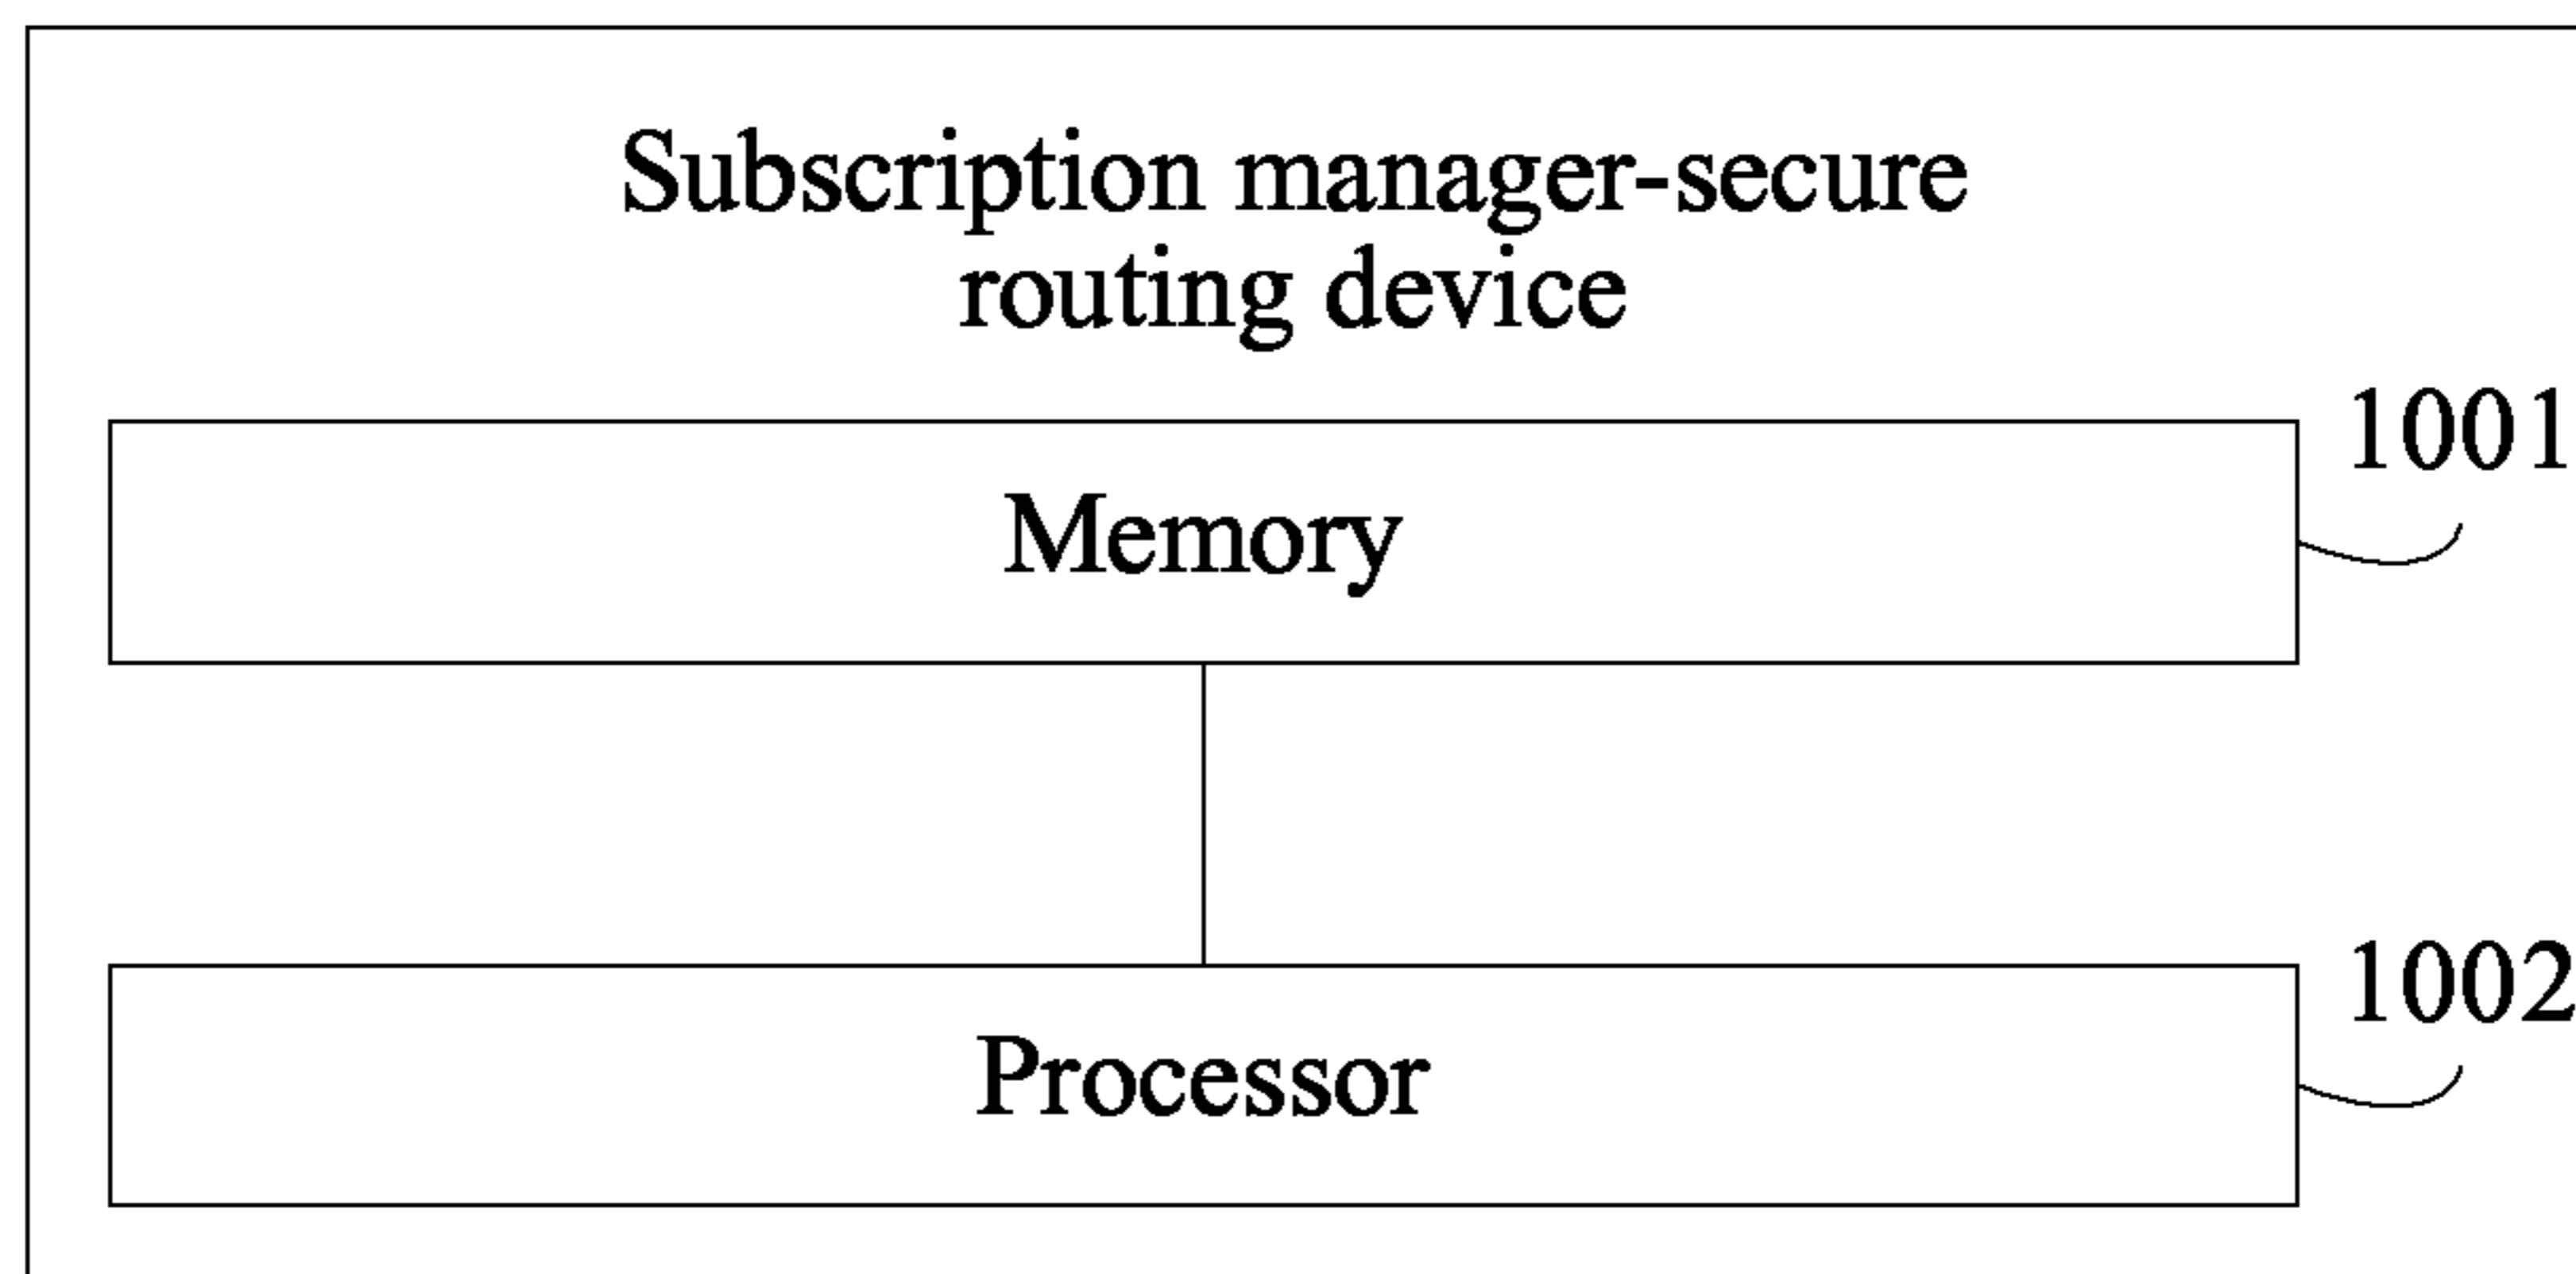 Subscription manager-secure
routing device
1001
Memory
1002
Processor